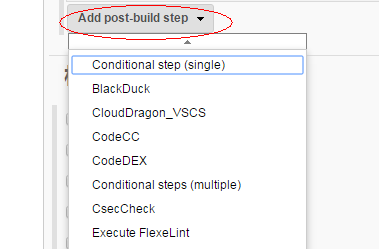 Add post-build step
Conditional step (single)
BlackDuck
CloudDragon_VSCS
CodeCC
CodeDEX
Conditional steps (multiple)
CsecCheck
Execute FlexeLint